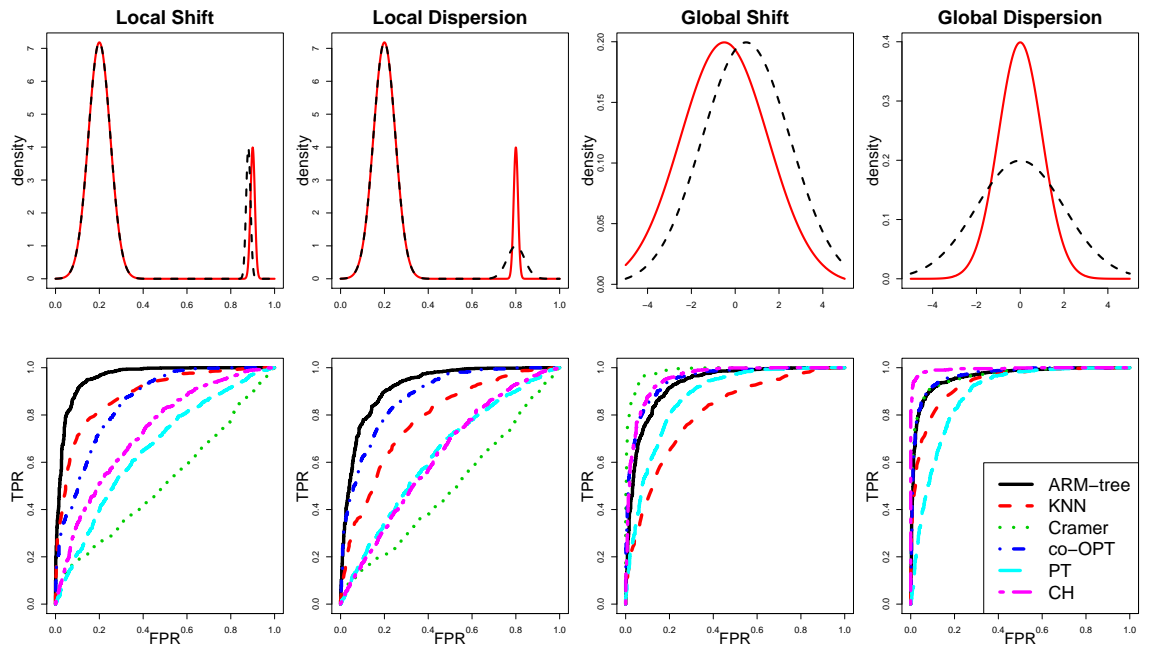 Local Shift
Local Dispersion
Global Shift
Global Dispersion
density
0 1 2 3 4 5 6 7
0.0 0.2 0.4 0.6 0.8 1.0
density
0 1 2 3 4 5 6 7
0.0 0.2 0.4 0.6 0.8 1.0
density
0.00 0.05 0.10 0.15 0.20
−4 −2 0 2 4
density
0.0 0.1 0.2 0.3 0.4
−4 −2 0 2 4
TPR
0.0 0.2 0.4 0.6 0.8 1.0
0.0 0.2 0.4 0.6 0.8 1.0
FPR
TPR
0.0 0.2 0.4 0.6 0.8 1.0
0.0 0.2 0.4 0.6 0.8 1.0
FPR
TPR
0.0 0.2 0.4 0.6 0.8 1.0
0.0 0.2 0.4 0.6 0.8 1.0
FPR
TPR
0.0 0.2 0.4 0.6 0.8 1.0
0.0 0.2 0.4 0.6 0.8 1.0
FPR
ARM−tree
KNN
Cramer
co−OPT
PT
CH